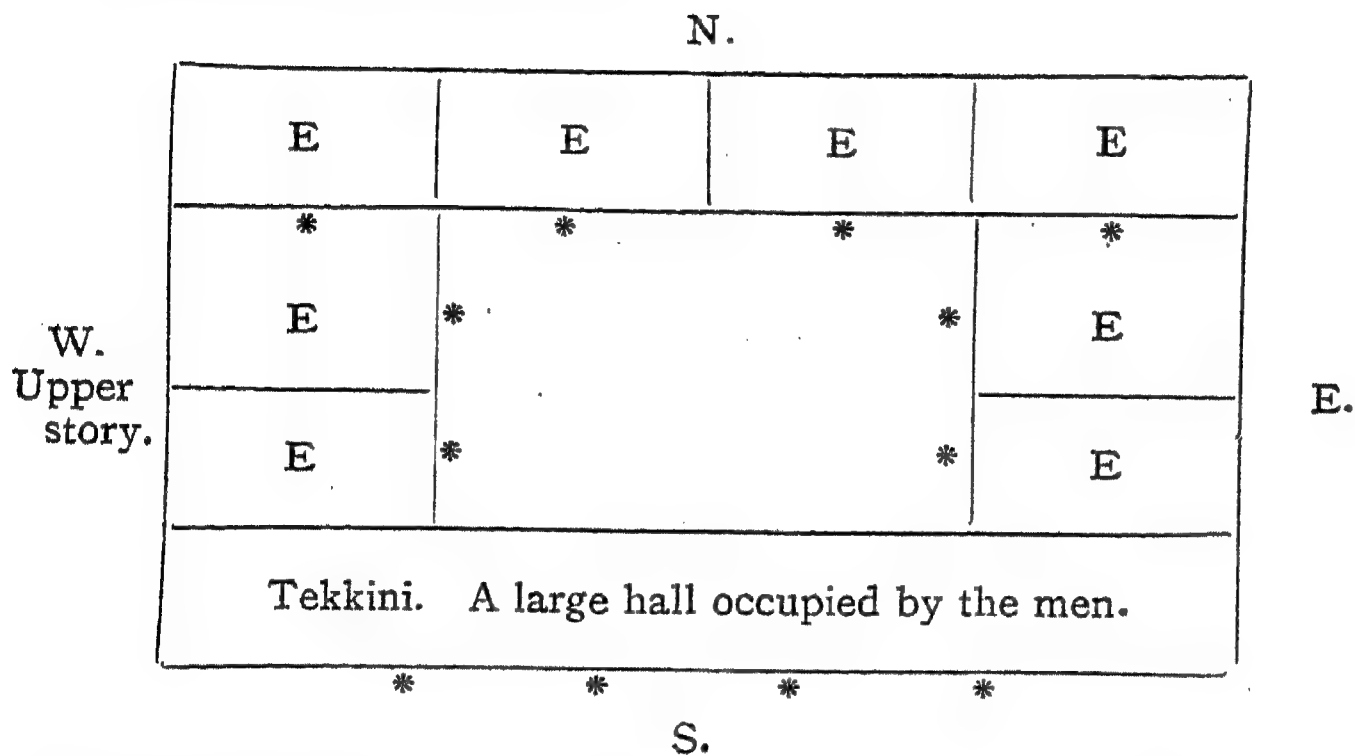 N.
E E E E
* * * *
E * * E
W.
Upper
story.
E.
E * * E
Tekkini. A large hall occupied by the men.
* * * *
S.